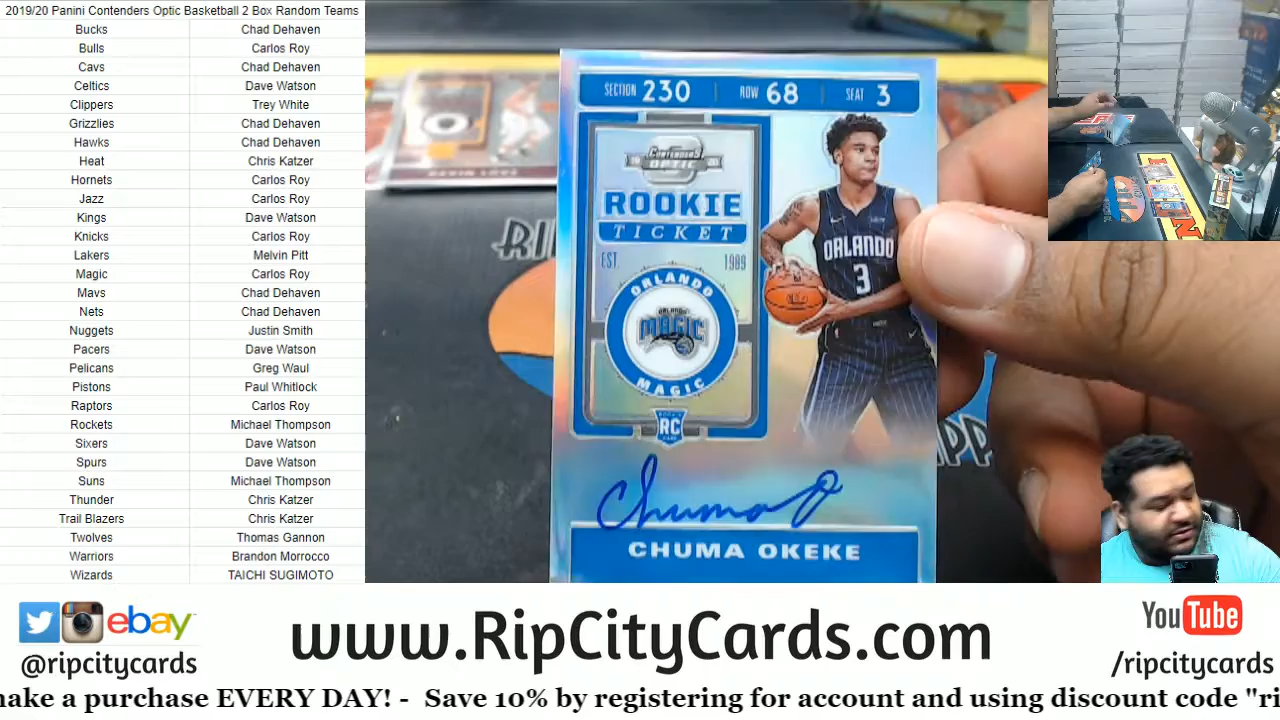 2019/20 Panini Contenders Optic Basketball 2 Box Random Teams
Bucks Chad Dehaven
Bulls Carlos Roy
Cavs Chad Dehaven
Celtics Dave Watson
Clippers Trey White
Grizzlies Chad Dehaven
Hawks Chad Dehaven
Heat Chris Katzer
Hornets Carlos Roy
Jazz Carlos Roy
Kings Dave Watson
Knicks Carlos Roy
Lakers Melvin Pitt
Magic Carlos Roy
Mavs Chad Dehaven
Nets Chad Dehaven
Nuggets Justin Smith
Pacers Dave Watson
Pelicans Greg Waul
Pistons Paul Whitlock
Raptors Carlos Roy
Rockets Michael Thompson
Sixers Dave Watson
Spurs Dave Watson
Suns Michael Thompson
Thunder Chris Katzer
Trail Blazers Chris Katzer
Twolves Thomas Gannon
Warriors Brandon Morrocco
Wizards TAICHI SUGIMOTO
SECTION 230 ROW 68 SEAT 3
CONTENDERS
OPTIC
ROOKIE
TICKET
EST. 1989
ORLANDO
MAGIC
MAGIC
RC
ORLANDO
3
Chuma O
CHUMA OKEKE
RI
APP
ebay
@ripcitycards
www.RipCityCards.com
YouTube
/ripcitycards
make a purchase EVERY DAY! - Save 10% by registering for account and using discount code "ri